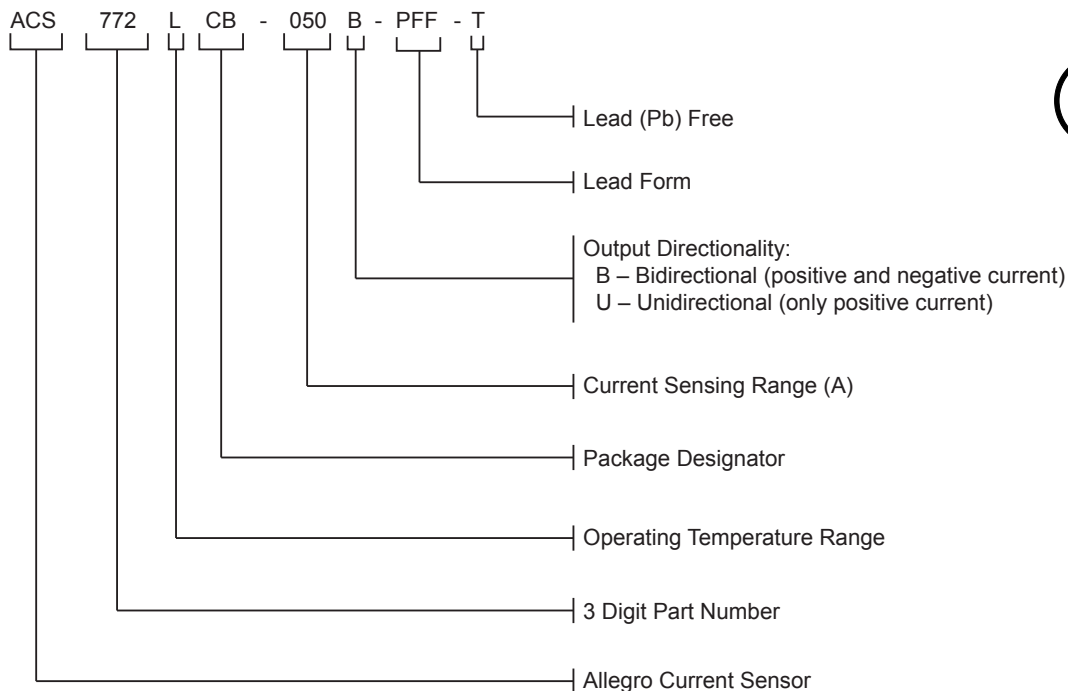 ACS 772 L CB - 050 B - PFF - T
Lead (Pb) Free
Lead Form
Output Directionality:
B – Bidirectional (positive and negative current)
U – Unidirectional (only positive current)
Current Sensing Range (A)
Package Designator
Operating Temperature Range
3 Digit Part Number
Allegro Current Sensor